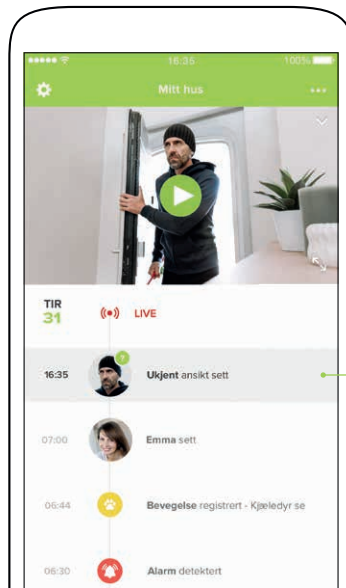 16:35
100%
Mitt hus
TIR
31
LIVE
16:35
?
Ukjent ansikt sett
07:00
Emma sett
06:44
Bevegelse registrert - Kjæledyr se
06:30
Alarm detektert